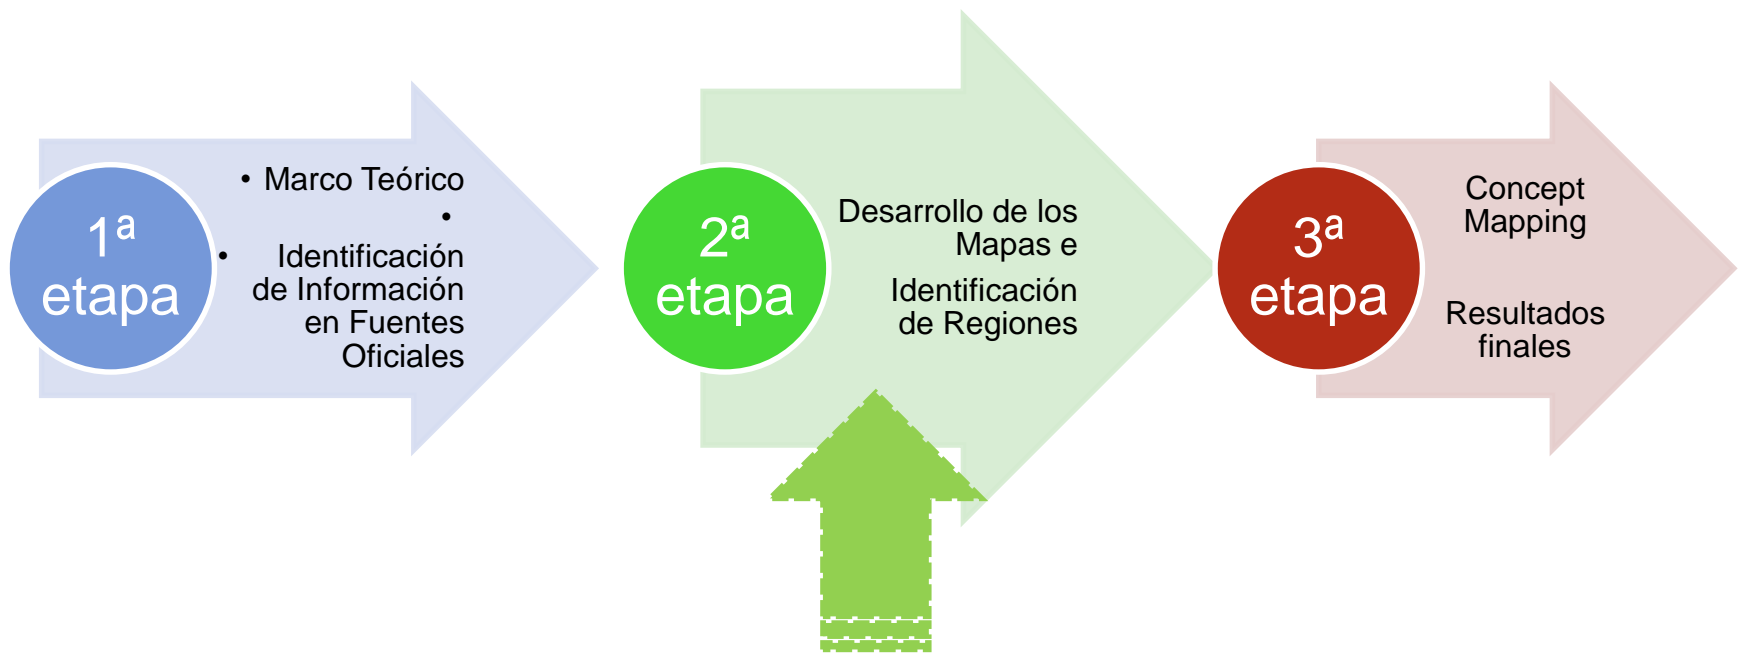 1ª
etapa
• Marco Teórico
•
• Identificación
de Información
en Fuentes
Oficiales
2ª
etapa
Desarrollo de los
Mapas e
Identificación
de Regiones
3ª
etapa
Concept
Mapping
Resultados
finales